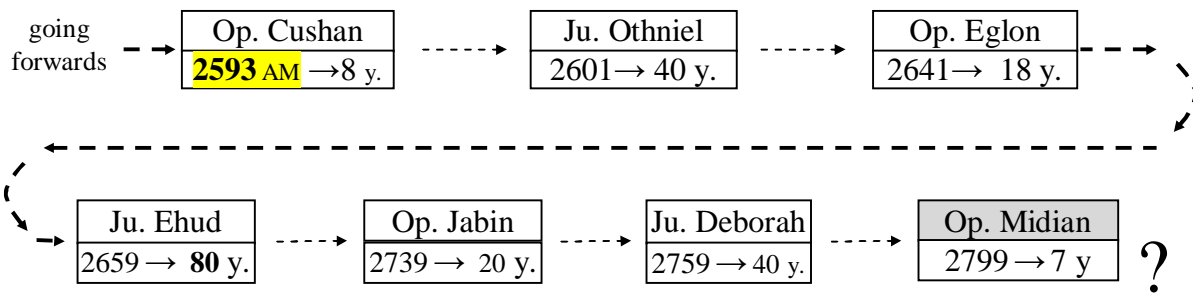 going
forwards
Op. Cushan
2593 AM →8 y.
Ju. Othniel
2601→ 40 y.
Op. Eglon
2641→ 18 y.
Ju. Ehud
2659 → 80 y.
Op. Jabin
2739 → 20 y.
Ju. Deborah
2759 → 40 y.
Op. Midian
2799 → 7 y
?